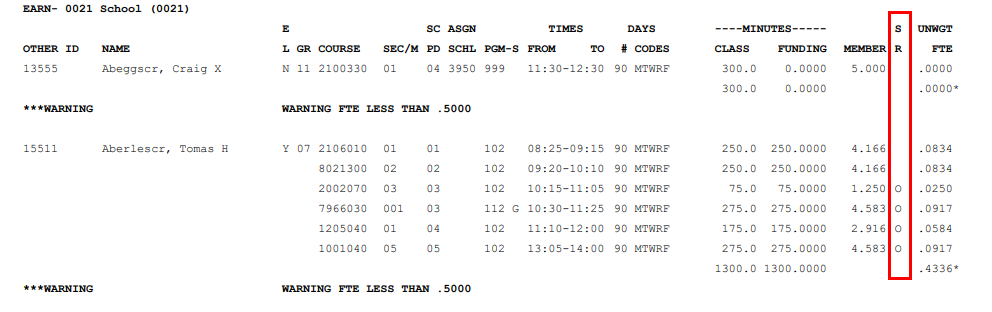 EARN- 0021 School (0021)
E SC ASGN TIMES DAYS ----MINUTES----- S UNWGT
OTHER ID NAME L GR COURSE SEC/M PD SCHL PGM-S FROM TO # CODES CLASS FUNDING MEMBER R FTE
13555 Abeggscr, Craig X N 11 2100330 01 04 3950 999 11:30-12:30 90 MTWRF 300.0 0.0000 5.000 .0000
300.0 0.0000 .0000*
***WARNING WARNING FTE LESS THAN .5000
15511 Aberlescr, Tomas H Y 07 2106010 01 01 102 08:25-09:15 90 MTWRF 250.0 250.0000 4.166 .0834
8021300 02 02 102 09:20-10:10 90 MTWRF 250.0 250.0000 4.166 .0834
2002070 03 03 102 10:15-11:05 90 MTWRF 75.0 75.0000 1.250 O .0250
7966030 001 03 112 G 10:30-11:25 90 MTWRF 275.0 275.0000 4.583 O .0917
1205040 01 04 102 11:10-12:00 90 MTWRF 175.0 175.0000 2.916 O .0584
1001040 05 05 102 13:05-14:00 90 MTWRF 275.0 275.0000 4.583 O .0917
1300.0 1300.0000 .4336*
***WARNING WARNING FTE LESS THAN .5000